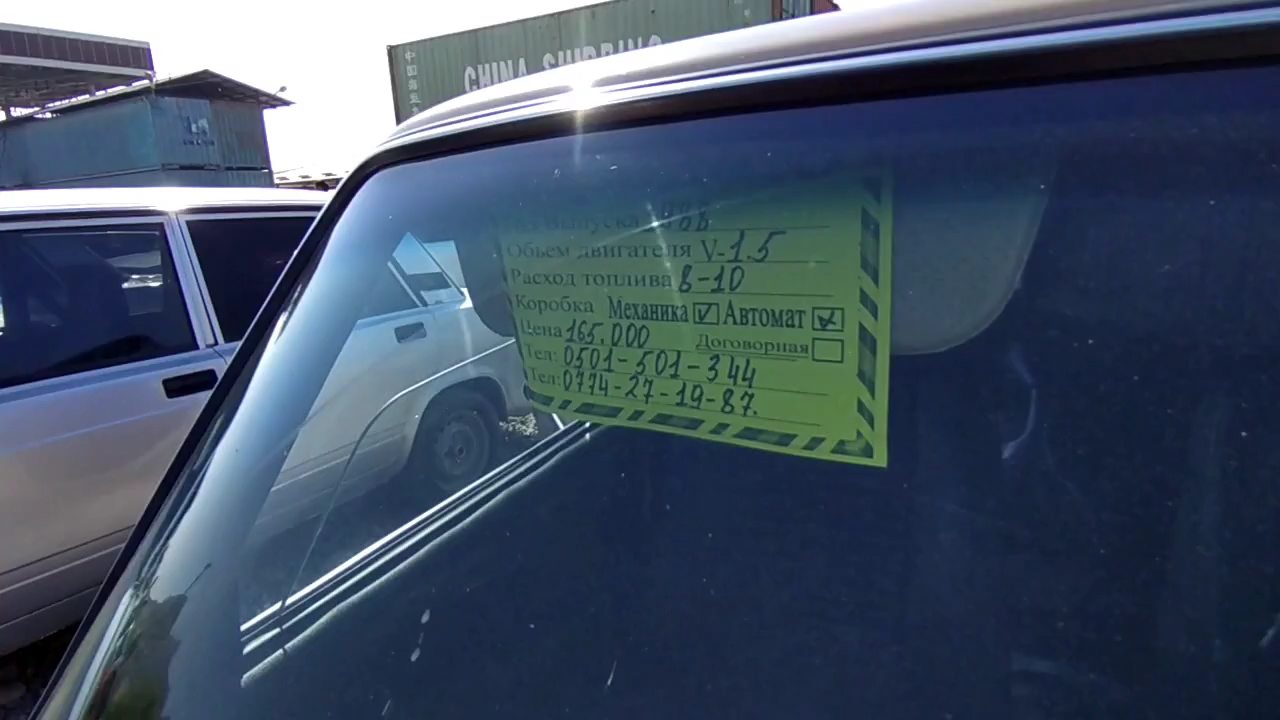 CHINA SHIPPING
Выпуска
Объем двигателя V-1.5
Расход топлива 8-10
Коробка Механика ☑ Автомат ☑
Цена 165.000 Договорная ☐
Тел: 0501-501-344
Тел: 0774-27-19-87.